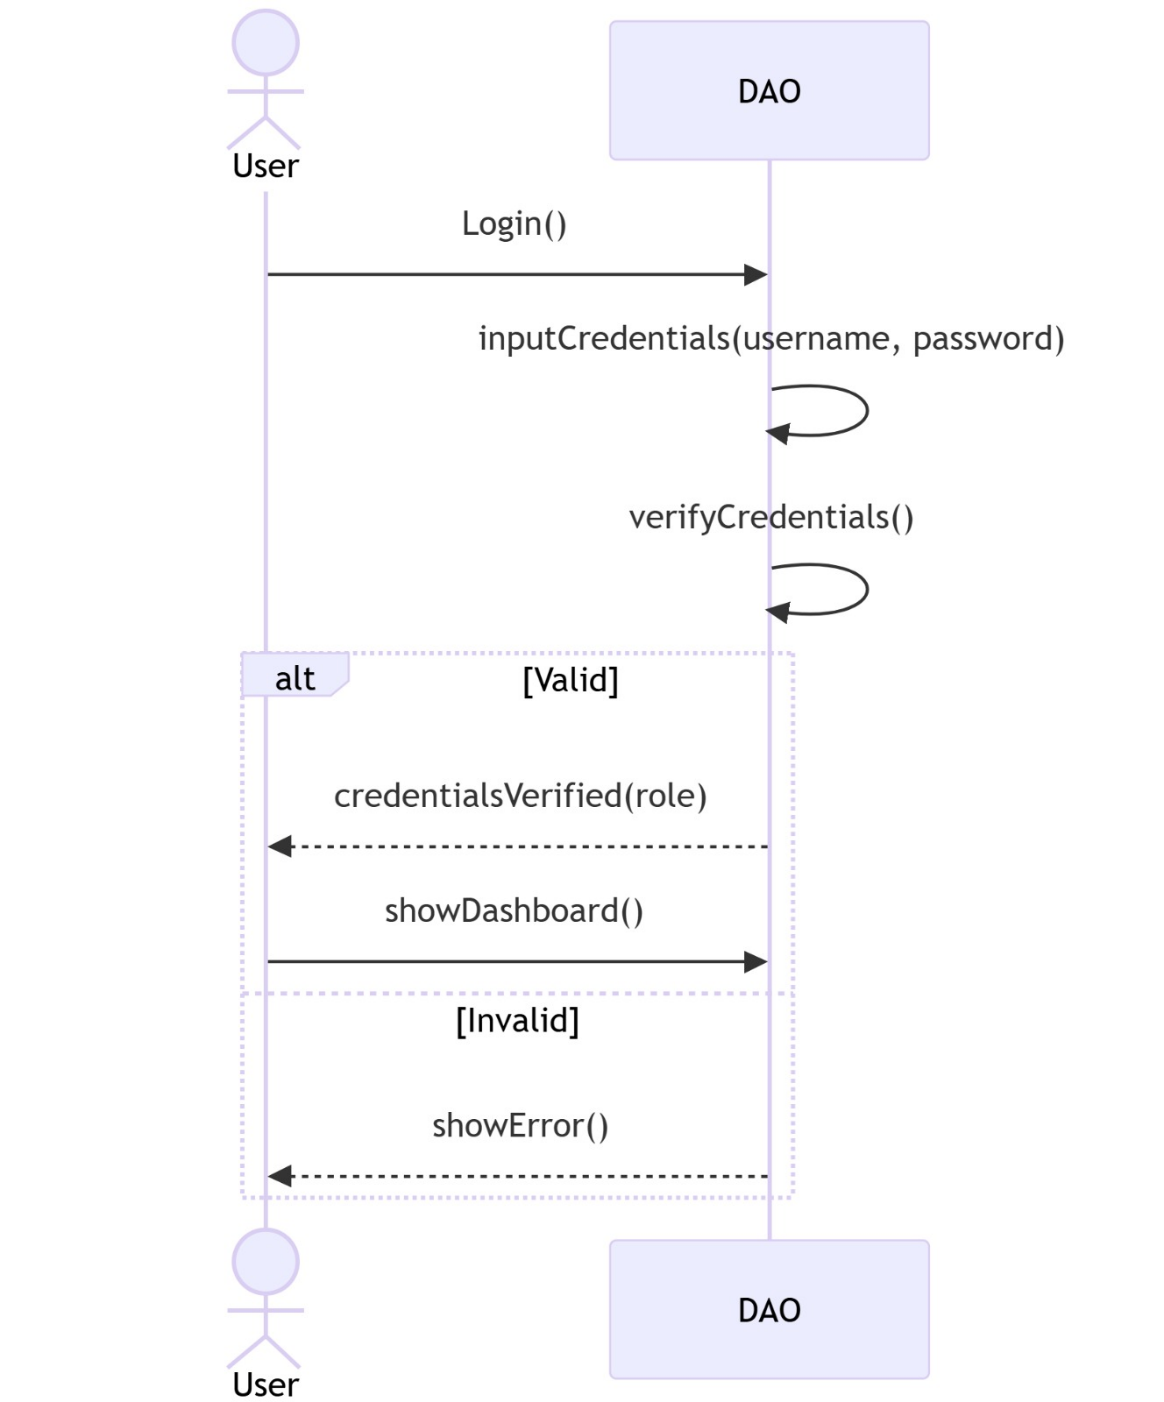 User
DAO
Login()
inputCredentials(username, password)
verifyCredentials()
alt
[Valid]
credentialsVerified(role)
showDashboard()
[Invalid]
showError()
User
DAO